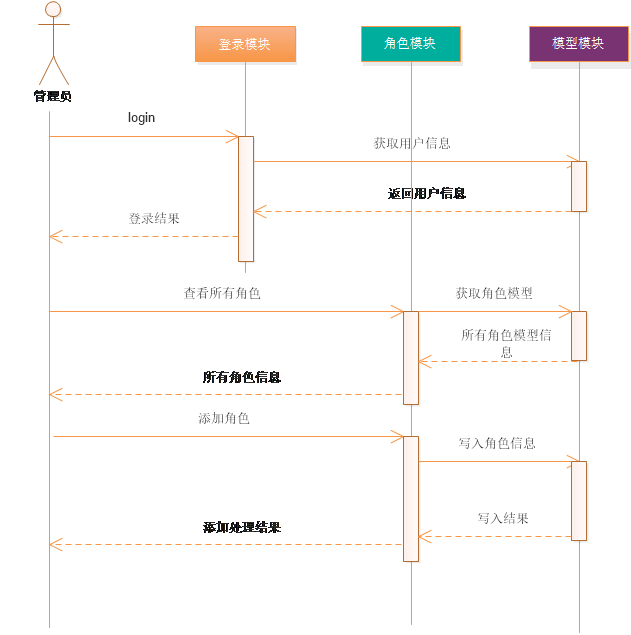 登录模块
角色模块
模型模块
管理员
login
获取用户信息
返回用户信息
登录结果
查看所有角色
获取角色模型
所有角色模型信
息
所有角色信息
添加角色
写入角色信息
写入结果
添加处理结果